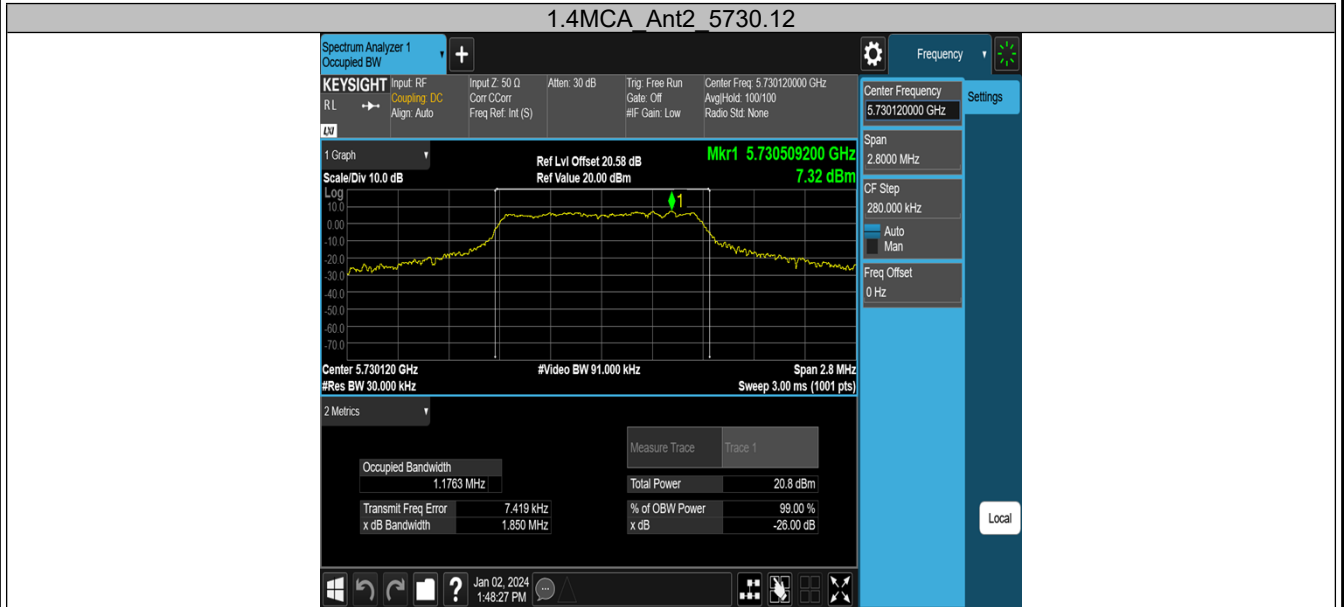 1.4MCA_Ant2_5730.12
Spectrum Analyzer 1
Occupied BW
+
Frequency
KEYSIGHT
RL
LXI
Input: RF
Coupling: DC
Align: Auto
Input Z: 50 Ω
Corr CCorr
Freq Ref: Int (S)
Atten: 30 dB
Trig: Free Run
Gate: Off
#IF Gain: Low
Center Freq: 5.730120000 GHz
Avg|Hold: 100/100
Radio Std: None
Center Frequency
5.730120000 GHz
Settings
Span
2.8000 MHz
CF Step
280.000 kHz
Auto
Man
Freq Offset
0 Hz
Local
1 Graph
Scale/Div 10.0 dB
Ref Lvl Offset 20.58 dB
Ref Value 20.00 dBm
Mkr1 5.730509200 GHz
7.32 dBm
Log
10.0
0.00
-10.0
-20.0
-30.0
-40.0
-50.0
-60.0
-70.0
1
Center 5.730120 GHz
#Res BW 30.000 kHz
#Video BW 91.000 kHz
Span 2.8 MHz
Sweep 3.00 ms (1001 pts)
2 Metrics
Measure Trace Trace 1
Occupied Bandwidth
1.1763 MHz
Total Power 20.8 dBm
Transmit Freq Error 7.419 kHz
% of OBW Power 99.00 %
x dB Bandwidth 1.850 MHz
x dB -26.00 dB
?
Jan 02, 2024
1:48:27 PM